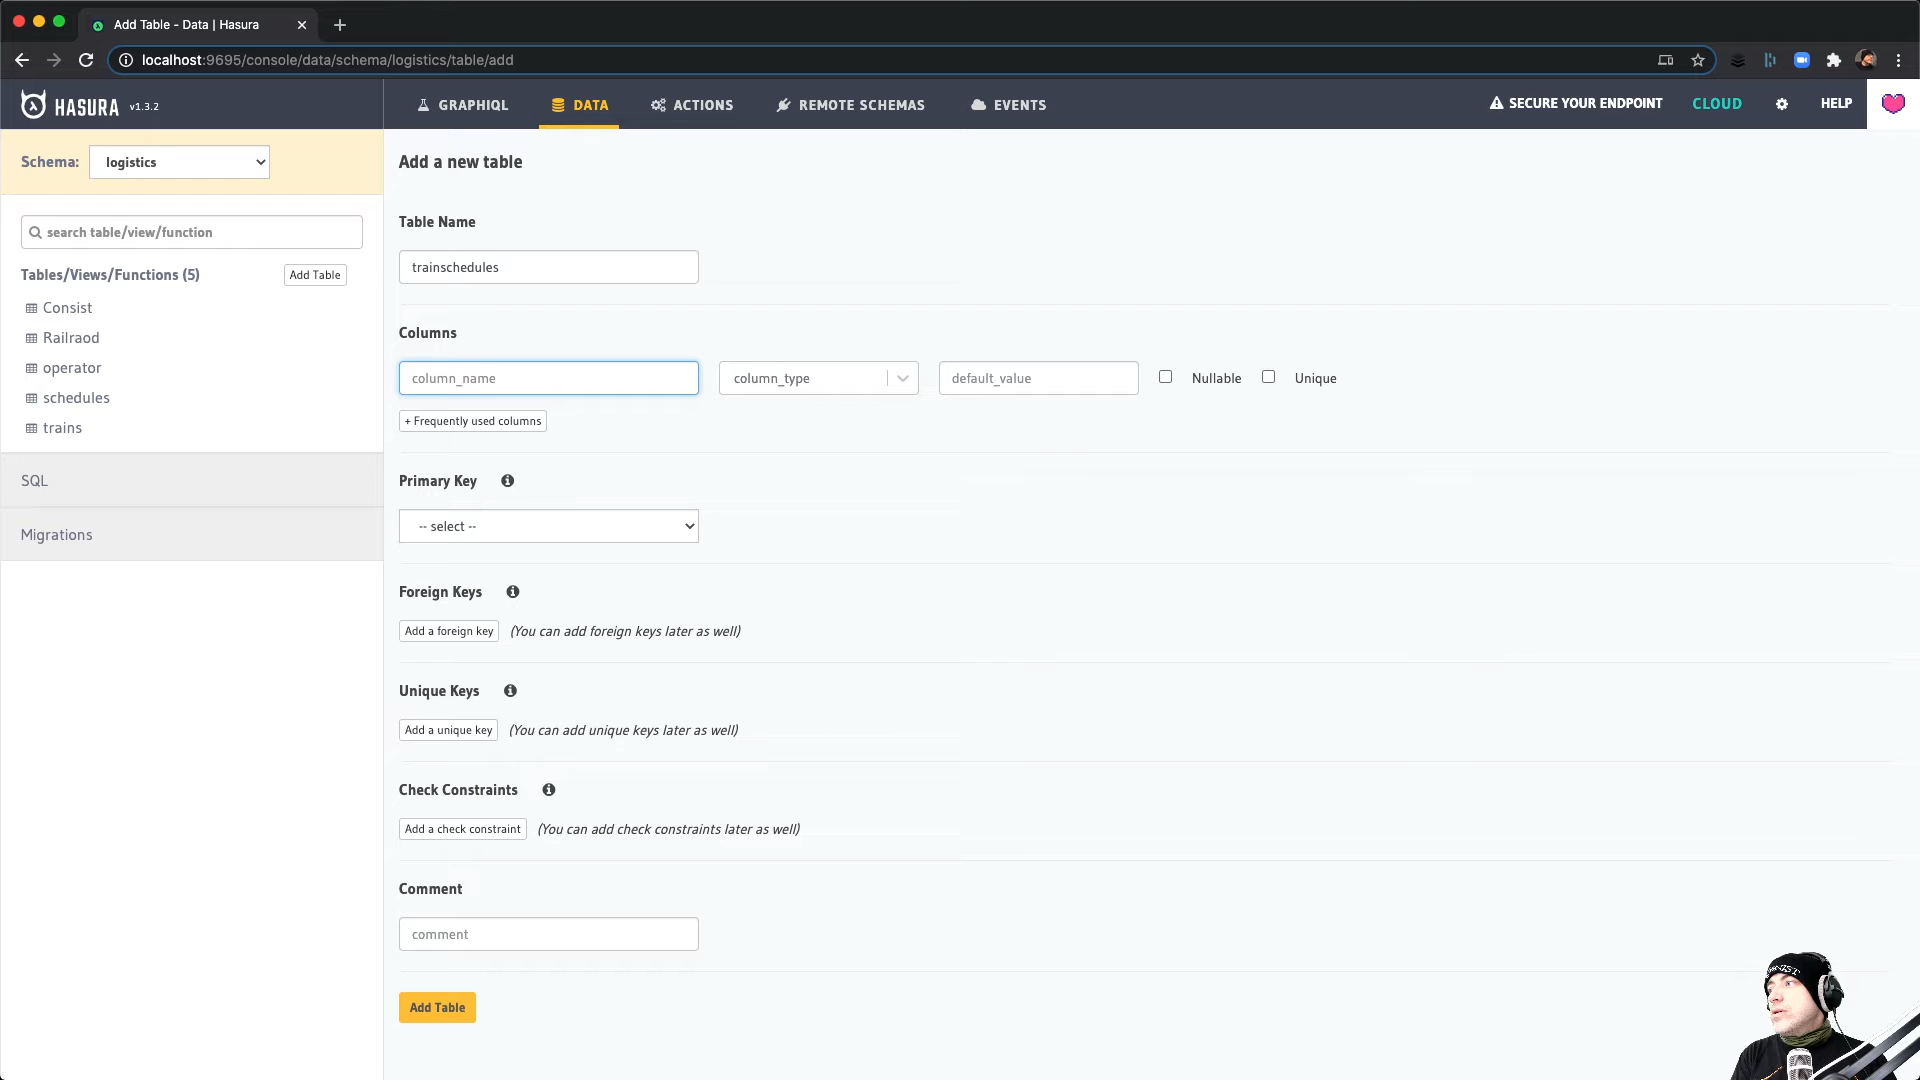 Add Table - Data | Hasura
localhost:9695/console/data/schema/logistics/table/add
HASURA v1.3.2
GRAPHIQL
DATA
ACTIONS
REMOTE SCHEMAS
EVENTS
SECURE YOUR ENDPOINT
CLOUD
HELP
Schema: logistics
search table/view/function
Tables/Views/Functions (5)
Add Table
Consist
Railraod
operator
schedules
trains
SQL
Migrations
Add a new table
Table Name
trainschedules
Columns
column_name column_type default_value Nullable Unique
+ Frequently used columns
Primary Key
-- select --
Foreign Keys
Add a foreign key (You can add foreign keys later as well)
Unique Keys
Add a unique key (You can add unique keys later as well)
Check Constraints
Add a check constraint (You can add check constraints later as well)
Comment
comment
Add Table